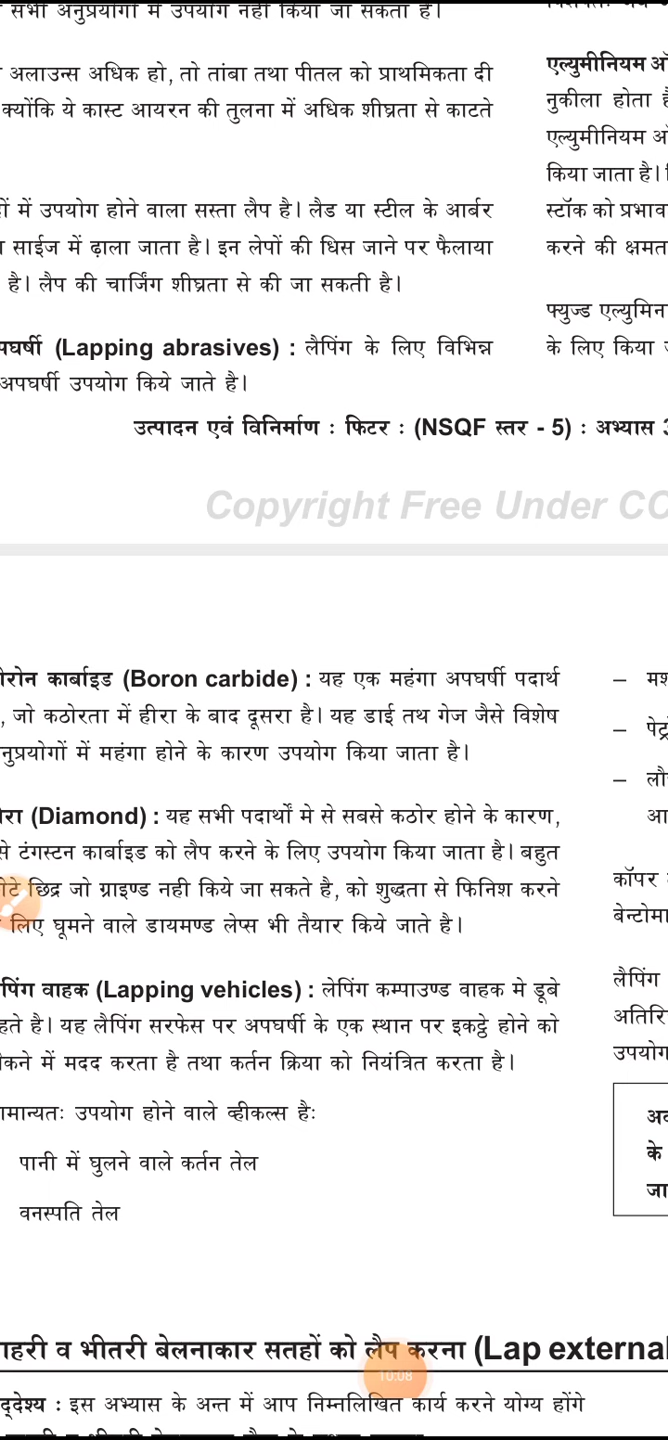 सभी अनुप्रयोगों में उपयोग नहीं किया जा सकता है।
अलाउन्स अधिक हो, तो तांबा तथा पीतल को प्राथमिकता दी
क्योंकि ये कास्ट आयरन की तुलना में अधिक शीघ्रता से काटते
में उपयोग होने वाला सस्ता लैप है। लैड या स्टील के आर्बर
साईज में ढ़ाला जाता है। इन लेपों की घिस जाने पर फैलाया
है। लैप की चार्जिंग शीघ्रता से की जा सकती है।
(Lapping abrasives) : लैपिंग के लिए विभिन्न
अपघर्षी उपयोग किये जाते है।
एल्युमीनियम
नुकीला होता
एल्युमीनियम
किया जाता है।
स्टॉक को प्रभाव
करने की क्षमत
फ्युज्ड एल्युमिन
के लिए किया
उत्पादन एवं विनिर्माण : फिटर : (NSQF स्तर - 5) : अभ्यास
Copyright Free Under CC
कार्बाइड (Boron carbide) : यह एक महंगा अपघर्षी पदार्थ
, जो कठोरता में हीरा के बाद दूसरा है। यह डाई तथ गेज जैसे विशेष
नुप्रयोगों में महंगा होने के कारण उपयोग किया जाता है।
(Diamond) : यह सभी पदार्थो मे से सबसे कठोर होने के कारण,
से टंगस्टन कार्बाइड को लैप करने के लिए उपयोग किया जाता है। बहुत
छिद्र जो ग्राइण्ड नही किये जा सकते है, को शुद्धता से फिनिश करने
लिए घूमने वाले डायमण्ड लेप्स भी तैयार किये जाते है।
पिंग वाहक (Lapping vehicles) : लेपिंग कम्पाउण्ड वाहक मे डूबे
हते है। यह लैपिंग सरफेस पर अपघर्षी के एक स्थान पर इकट्ठे होने को
कने में मदद करता है तथा कर्तन क्रिया को नियंत्रित करता है।
ामान्यतः उपयोग होने वाले व्हीकल्स हैः
पानी में घुलने वाले कर्तन तेल
वनस्पति तेल
– पेट्र
– लौ
आ
कॉपर
बेन्टोमा
लैपिंग
अतिरि
उपयोग
के
जा
ाहरी व भीतरी बेलनाकार सतहों को लैप करना (Lap external
10:08
द्देश्य : इस अभ्यास के अन्त में आप निम्नलिखित कार्य करने योग्य होंगे